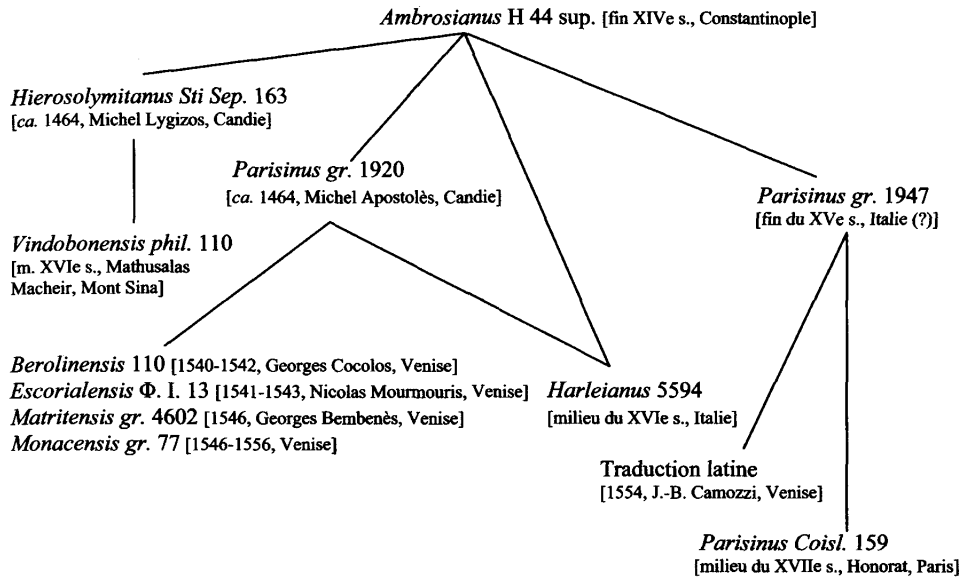 Ambrosianus H 44 sup. [fin XIVe s., Constantinople]
Hierosolymitanus Sti Sep. 163
[ca. 1464, Michel Lygizos, Candie]
Parisinus gr. 1920
[ca. 1464, Michel Apostolès, Candie]
Parisinus gr. 1947
[fin du XVe s., Italie (?)]
Vindobonensis phil. 110
[m. XVIe s., Mathusalas
Macheir, Mont Sina]
Berolinensis 110 [1540-1542, Georges Cocolos, Venise]
Escorialensis Φ. I. 13 [1541-1543, Nicolas Mourmouris, Venise]
Matritensis gr. 4602 [1546, Georges Bembenès, Venise]
Monacensis gr. 77 [1546-1556, Venise]
Harleianus 5594
[milieu du XVIe s., Italie]
Traduction latine
[1554, J.-B. Camozzi, Venise]
Parisinus Coisl. 159
[milieu du XVIIe s., Honorat, Paris]